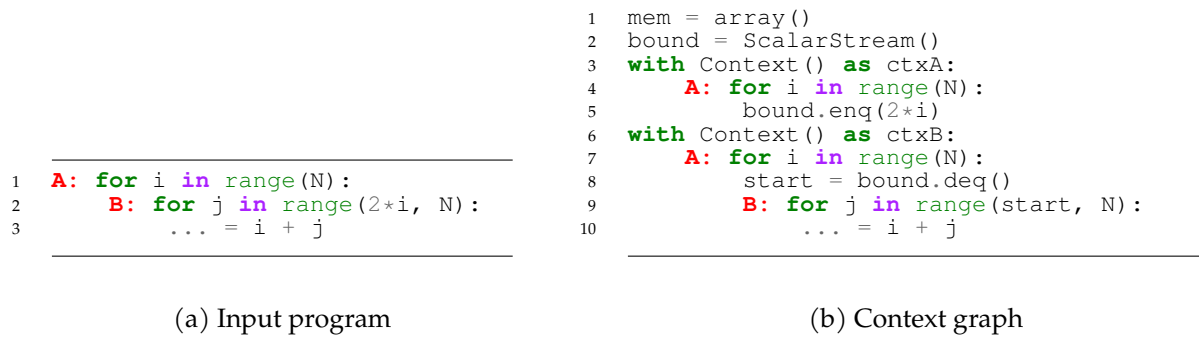 1 A: for i in range(N):
2 B: for j in range(2*i, N):
3 ... = i + j
(a) Input program
1 mem = array()
2 bound = ScalarStream()
3 with Context() as ctxA:
4 A: for i in range(N):
5 bound.enq(2*i)
6 with Context() as ctxB:
7 A: for i in range(N):
8 start = bound.deq()
9 B: for j in range(start, N):
10 ... = i + j
(b) Context graph